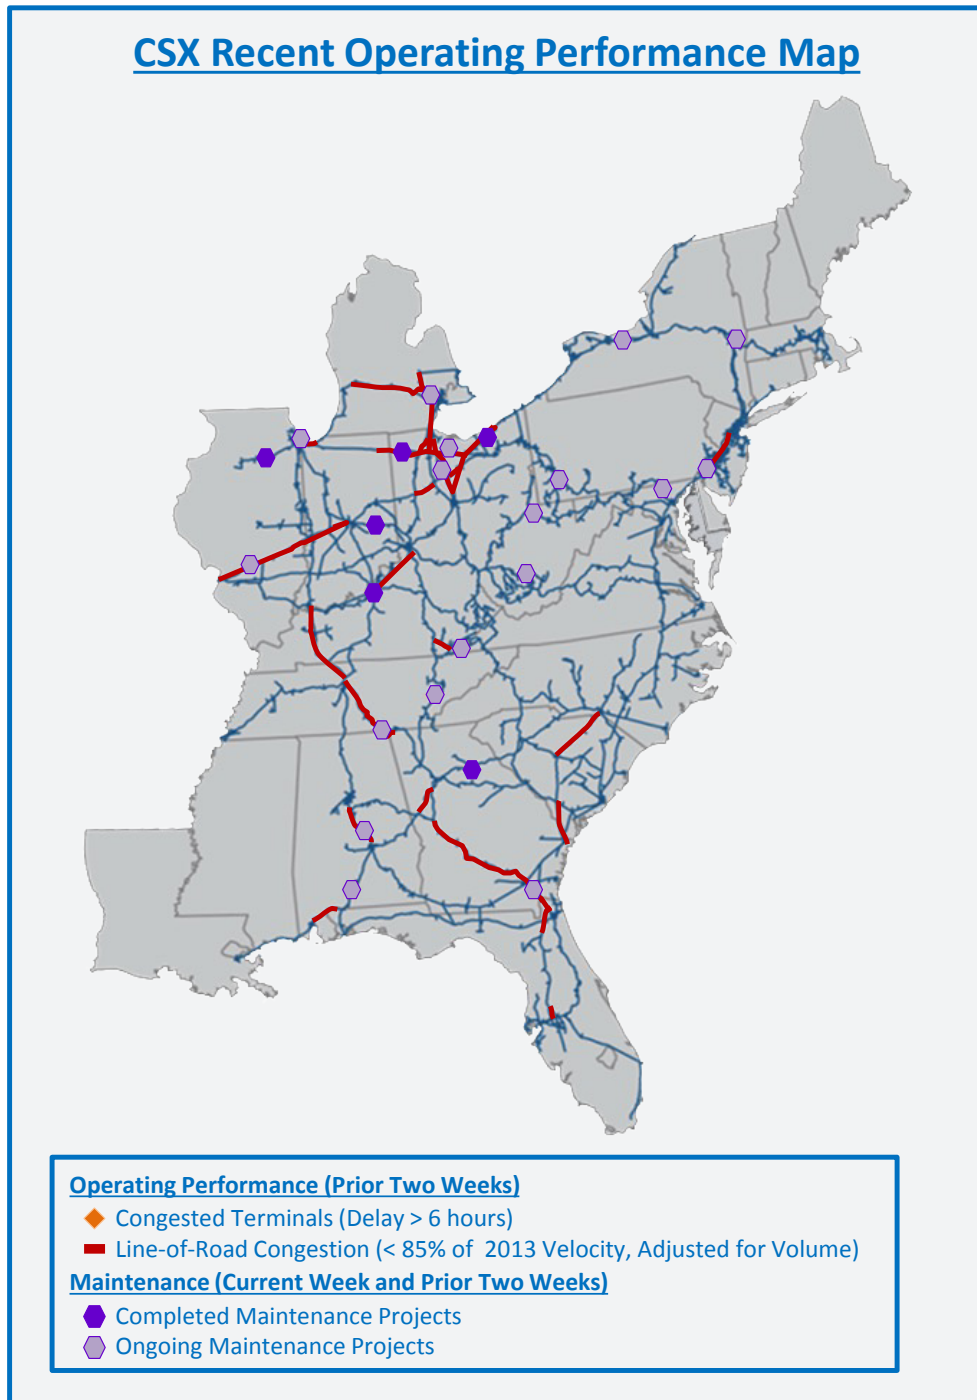 CSX Recent Operating Performance Map
Operating Performance (Prior Two Weeks)
Congested Terminals (Delay > 6 hours)
Line-of-Road Congestion (< 85% of 2013 Velocity, Adjusted for Volume)
Maintenance (Current Week and Prior Two Weeks)
Completed Maintenance Projects
Ongoing Maintenance Projects